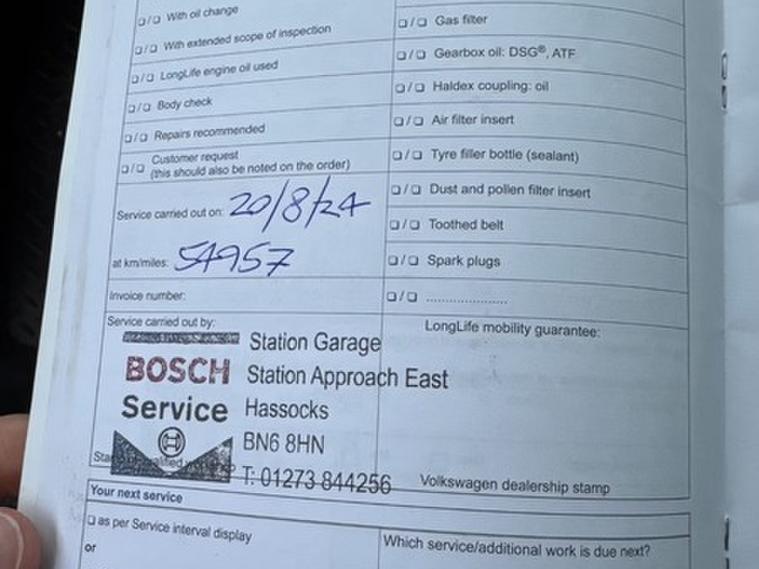 ❏/❏ With oil change
❏/❏ With extended scope of inspection
❏/❏ LongLife engine oil used
❏/❏ Body check
❏/❏ Repairs recommended
❏/❏ Customer request
(this should also be noted on the order)
Service carried out on: 20/8/24
at km/miles: 54957
Invoice number:
Service carried out by:
BOSCH
Service
Station Garage
Station Approach East
Hassocks
BN6 8HN
T: 01273 844256
❏/❏ Gas filter
❏/❏ Gearbox oil: DSG®, ATF
❏/❏ Haldex coupling: oil
❏/❏ Air filter insert
❏/❏ Tyre filler bottle (sealant)
❏/❏ Dust and pollen filter insert
❏/❏ Toothed belt
❏/❏ Spark plugs
❏/❏ ......................
LongLife mobility guarantee:
Volkswagen dealership stamp
Your next service
❏ as per Service interval display
or
Which service/additional work is due next?